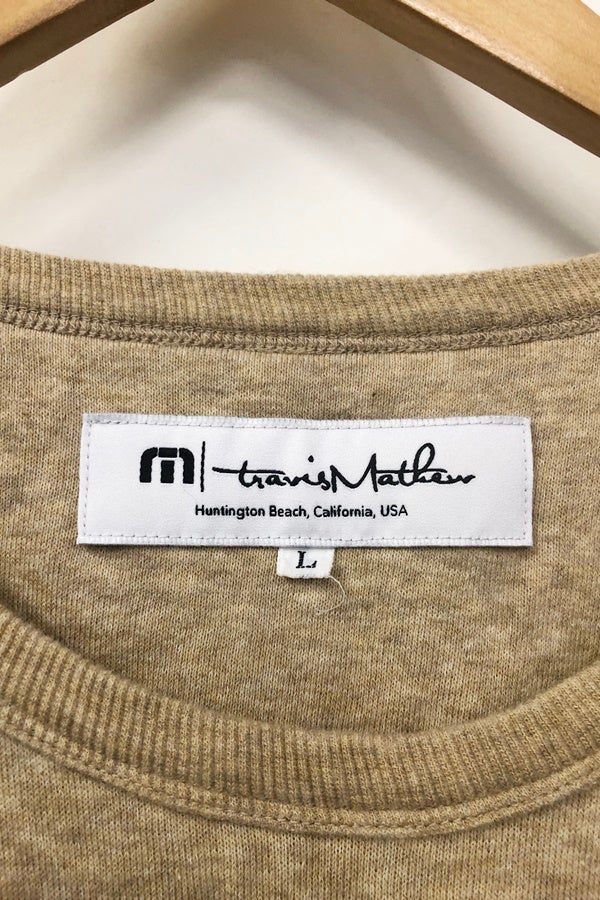 travisMathew
Huntington Beach, California, USA
L